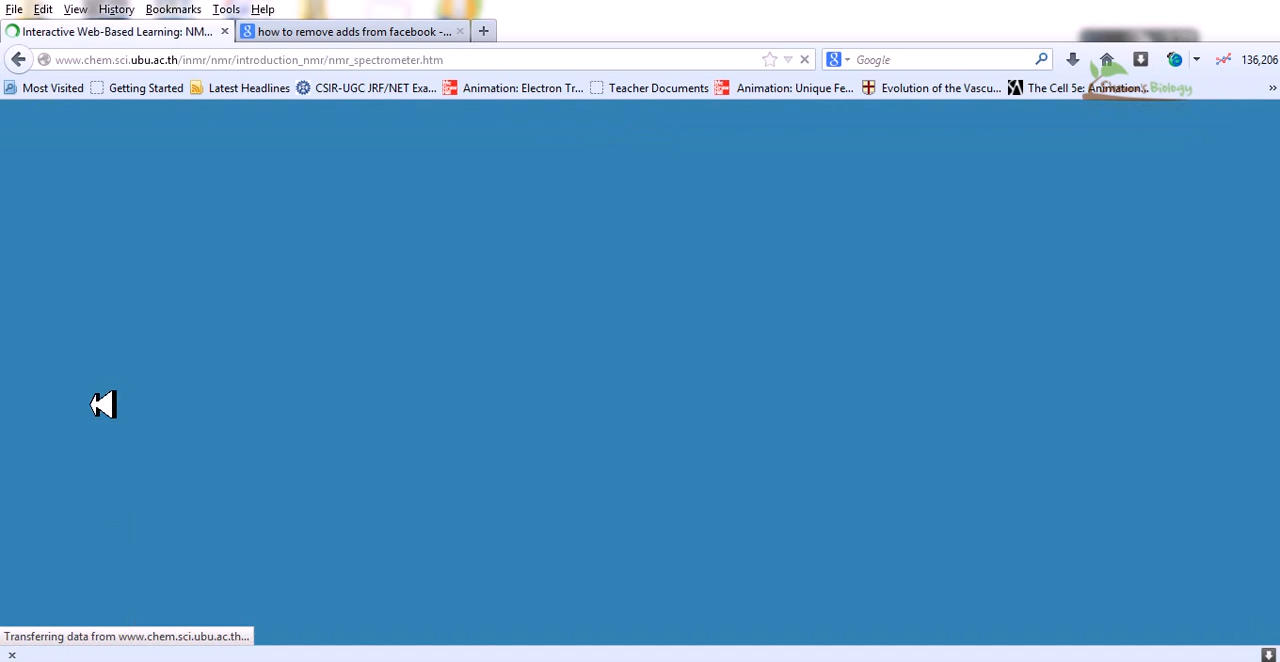 File Edit View History Bookmarks Tools Help
Interactive Web-Based Learning: NM... how to remove adds from facebook -...
www.chem.sci.ubu.ac.th/inmr/nmr/introduction_nmr/nmr_spectrometer.htm Google 136,206
Most Visited Getting Started Latest Headlines CSIR-UGC JRF/NET Exa... Animation: Electron Tr... Teacher Documents Animation: Unique Fe... Evolution of the Vascu... The Cell 5e: Animation... »
Biology
Transferring data from www.chem.sci.ubu.ac.th...